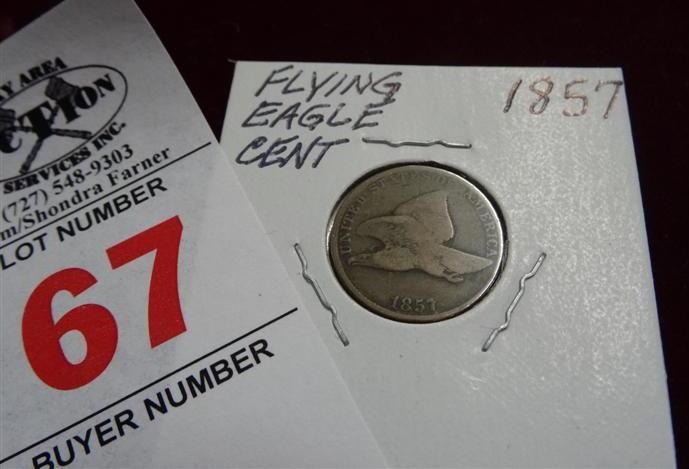 AY AREA
CTION
SERVICES INC.
(727) 548-9303
m/Shondra Farner
LOT NUMBER
67
BUYER NUMBER
FLYING
EAGLE
CENT
1857
UNITED STATES OF AMERICA
1857